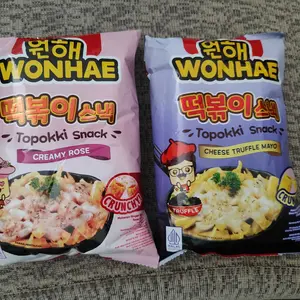 원해
WONHAE
떡볶이 스낵
Topokki Snack
CREAMY ROSE
CRUNCHY
원해
WONHAE
떡볶이 스낵
Topokki Snack
CHEESE TRUFFLE MAYO
TRUFFLE
CRUNCHY